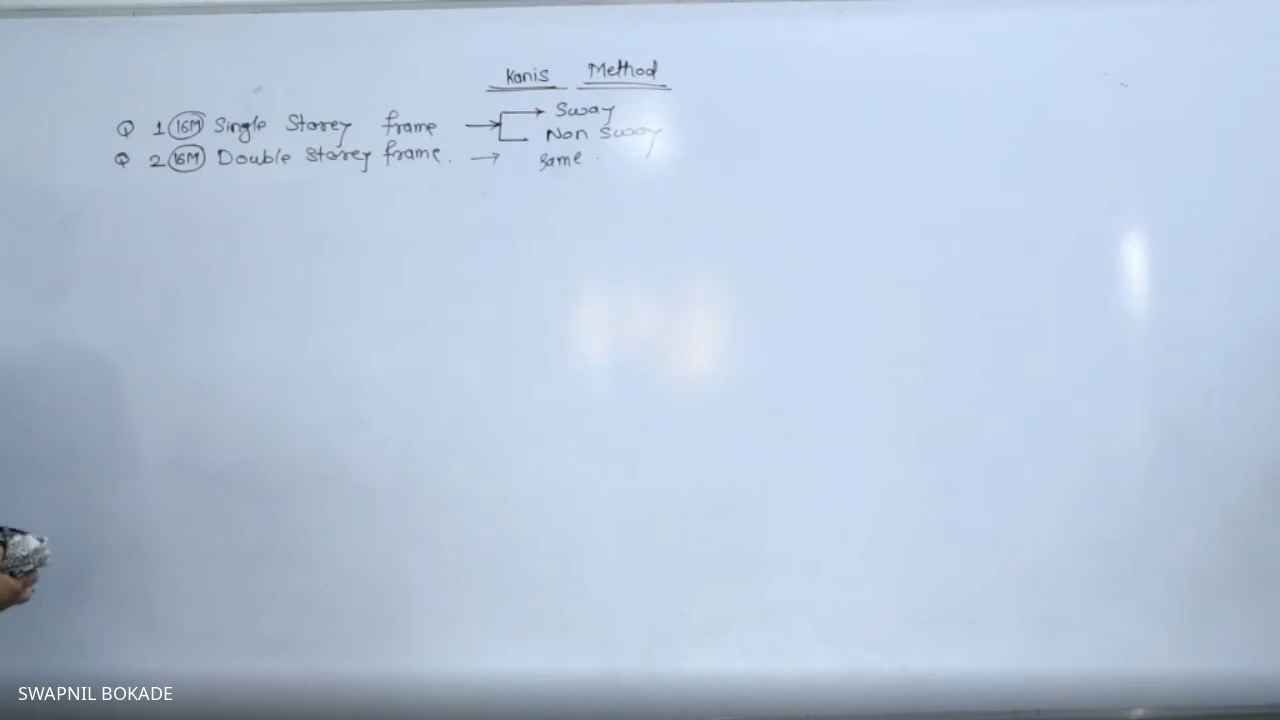 Kanis Method
Q 1 16M Single Storey frame → Sway
Non Sway
Q 2 16M Double Storey frame. → Same.
SWAPNIL BOKADE